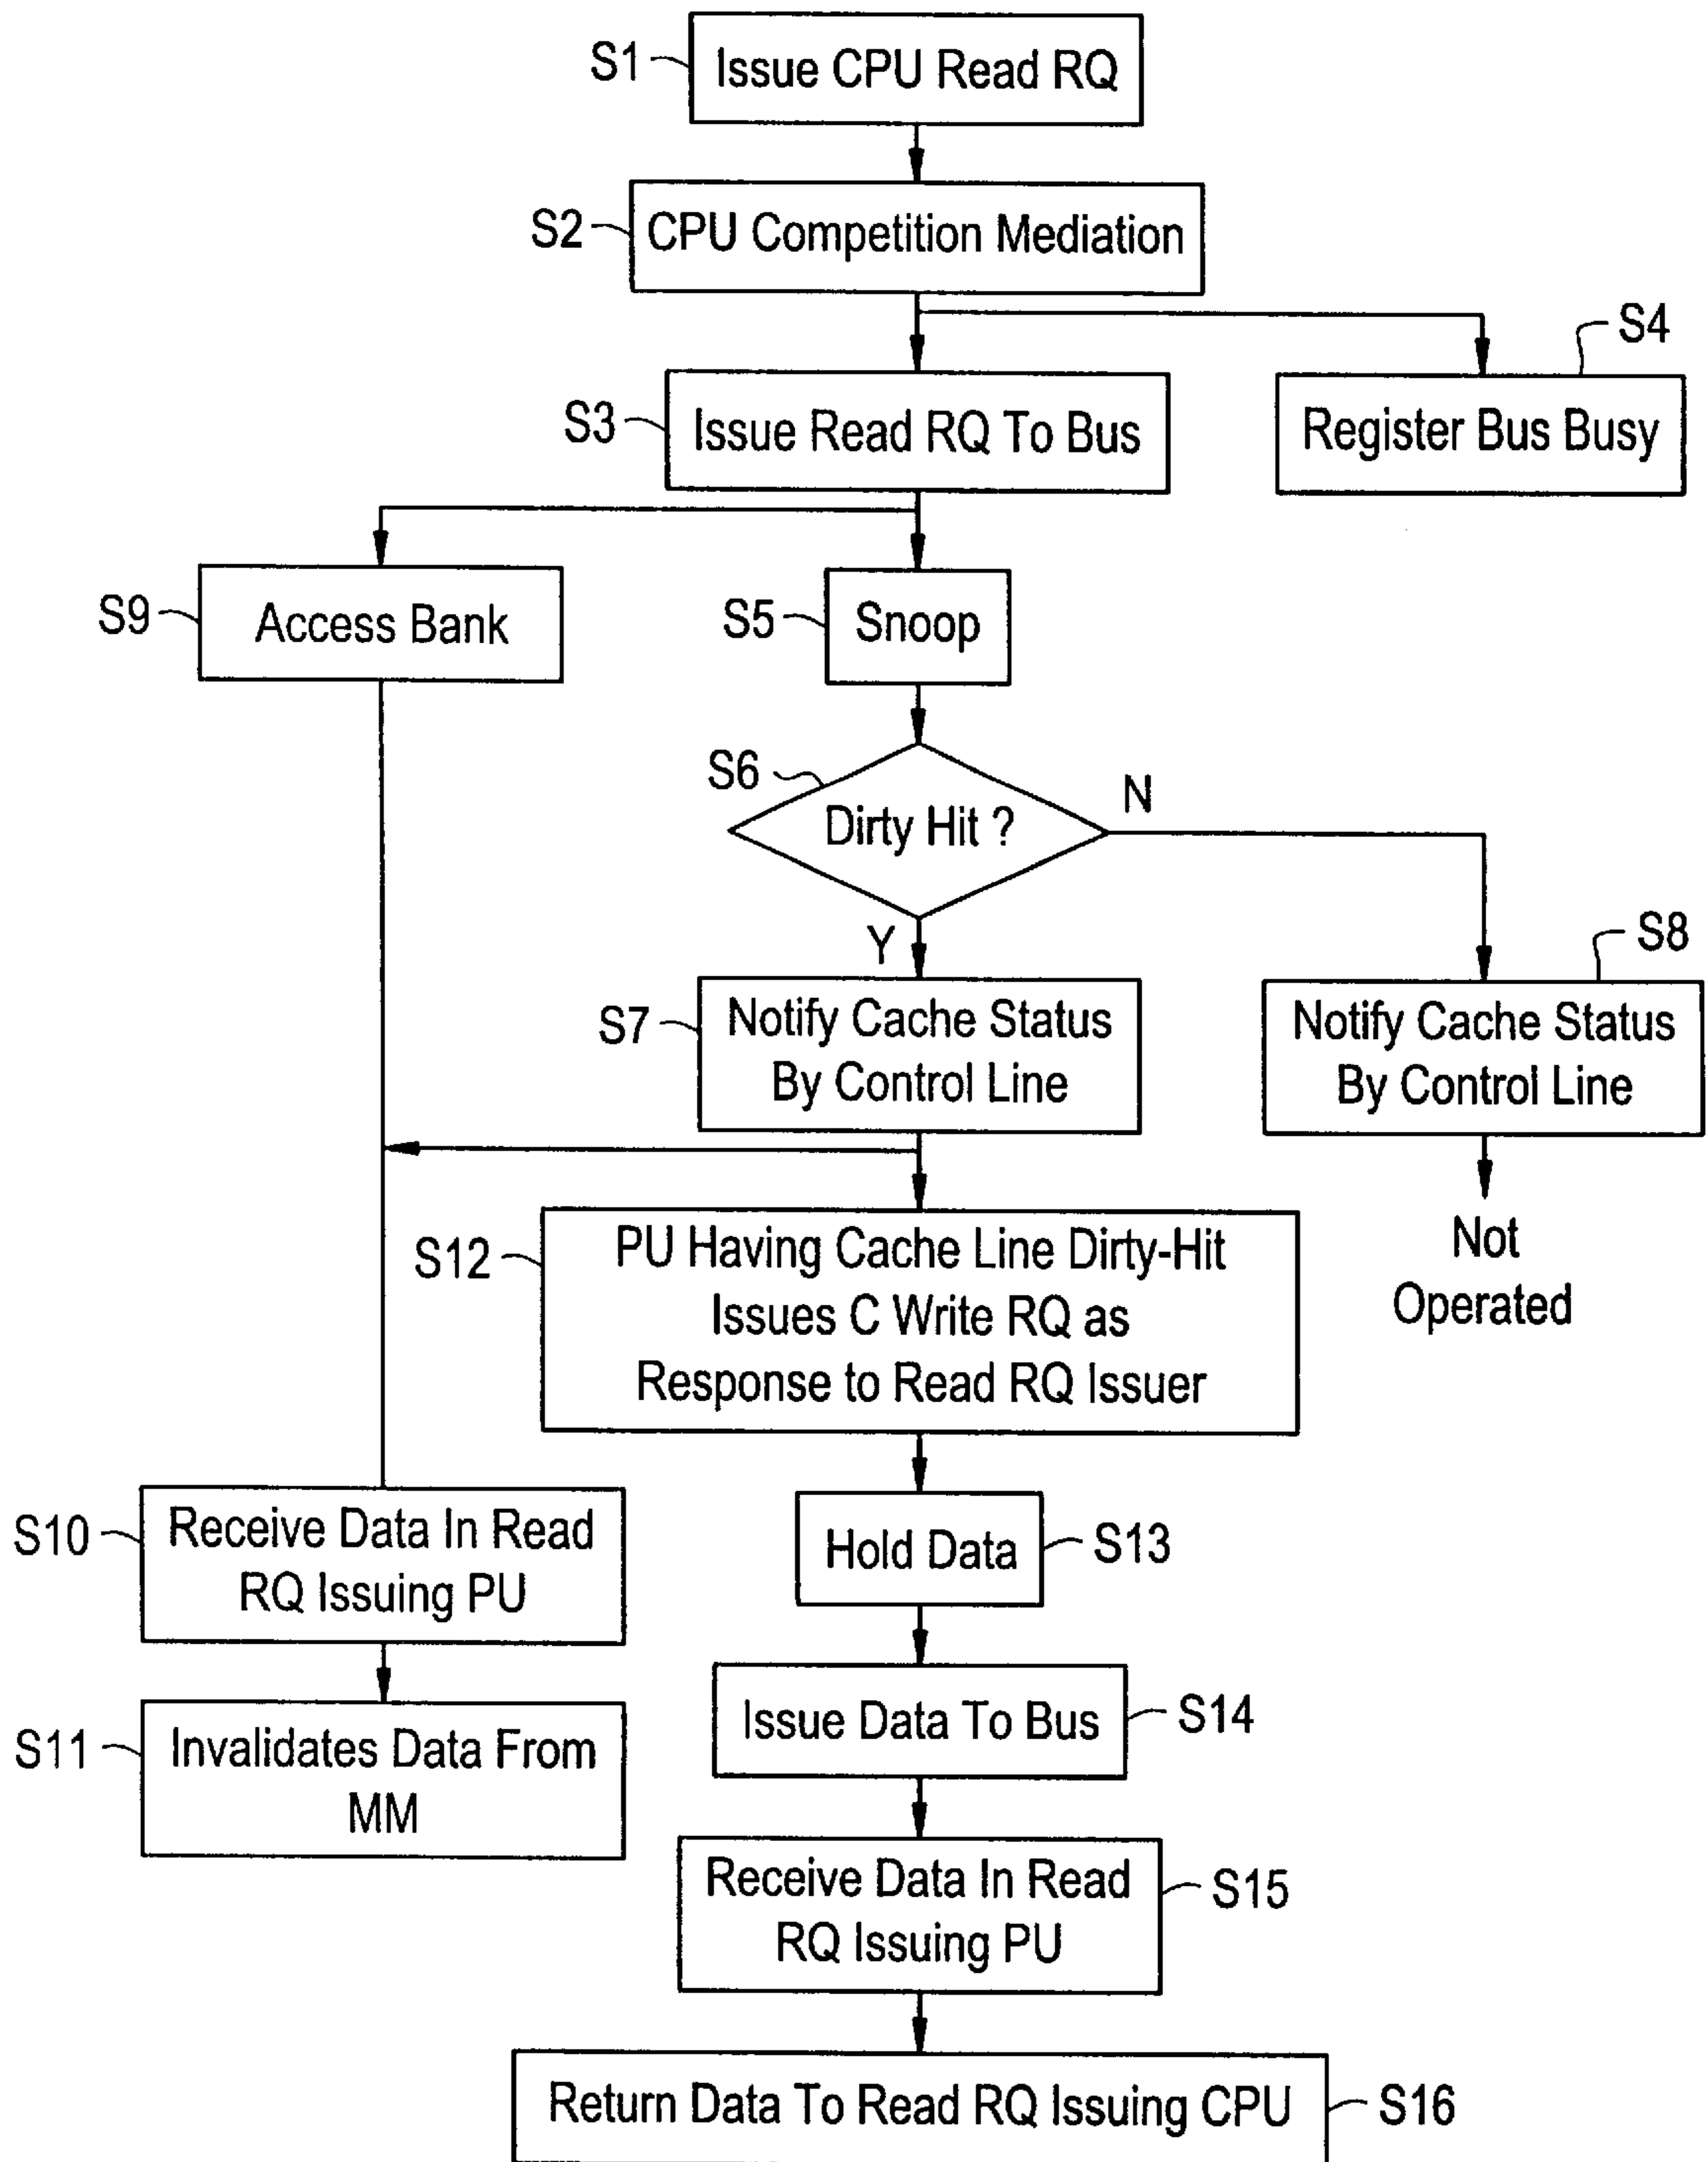 S1
Issue CPU Read RQ
S2
CPU Competition Mediation
S4
S3
Issue Read RQ To Bus
Register Bus Busy
S9
Access Bank
S5
Snoop
S6
Dirty Hit ?
N
Y
S8
S7
Notify Cache Status
By Control Line
Notify Cache Status
By Control Line
S12
PU Having Cache Line Dirty-Hit
Issues C Write RQ as
Response to Read RQ Issuer
Not
Operated
S10
Receive Data In Read
RQ Issuing PU
Hold Data
S13
S11
Invalidates Data From
MM
Issue Data To Bus
S14
Receive Data In Read
RQ Issuing PU
S15
Return Data To Read RQ Issuing CPU
S16